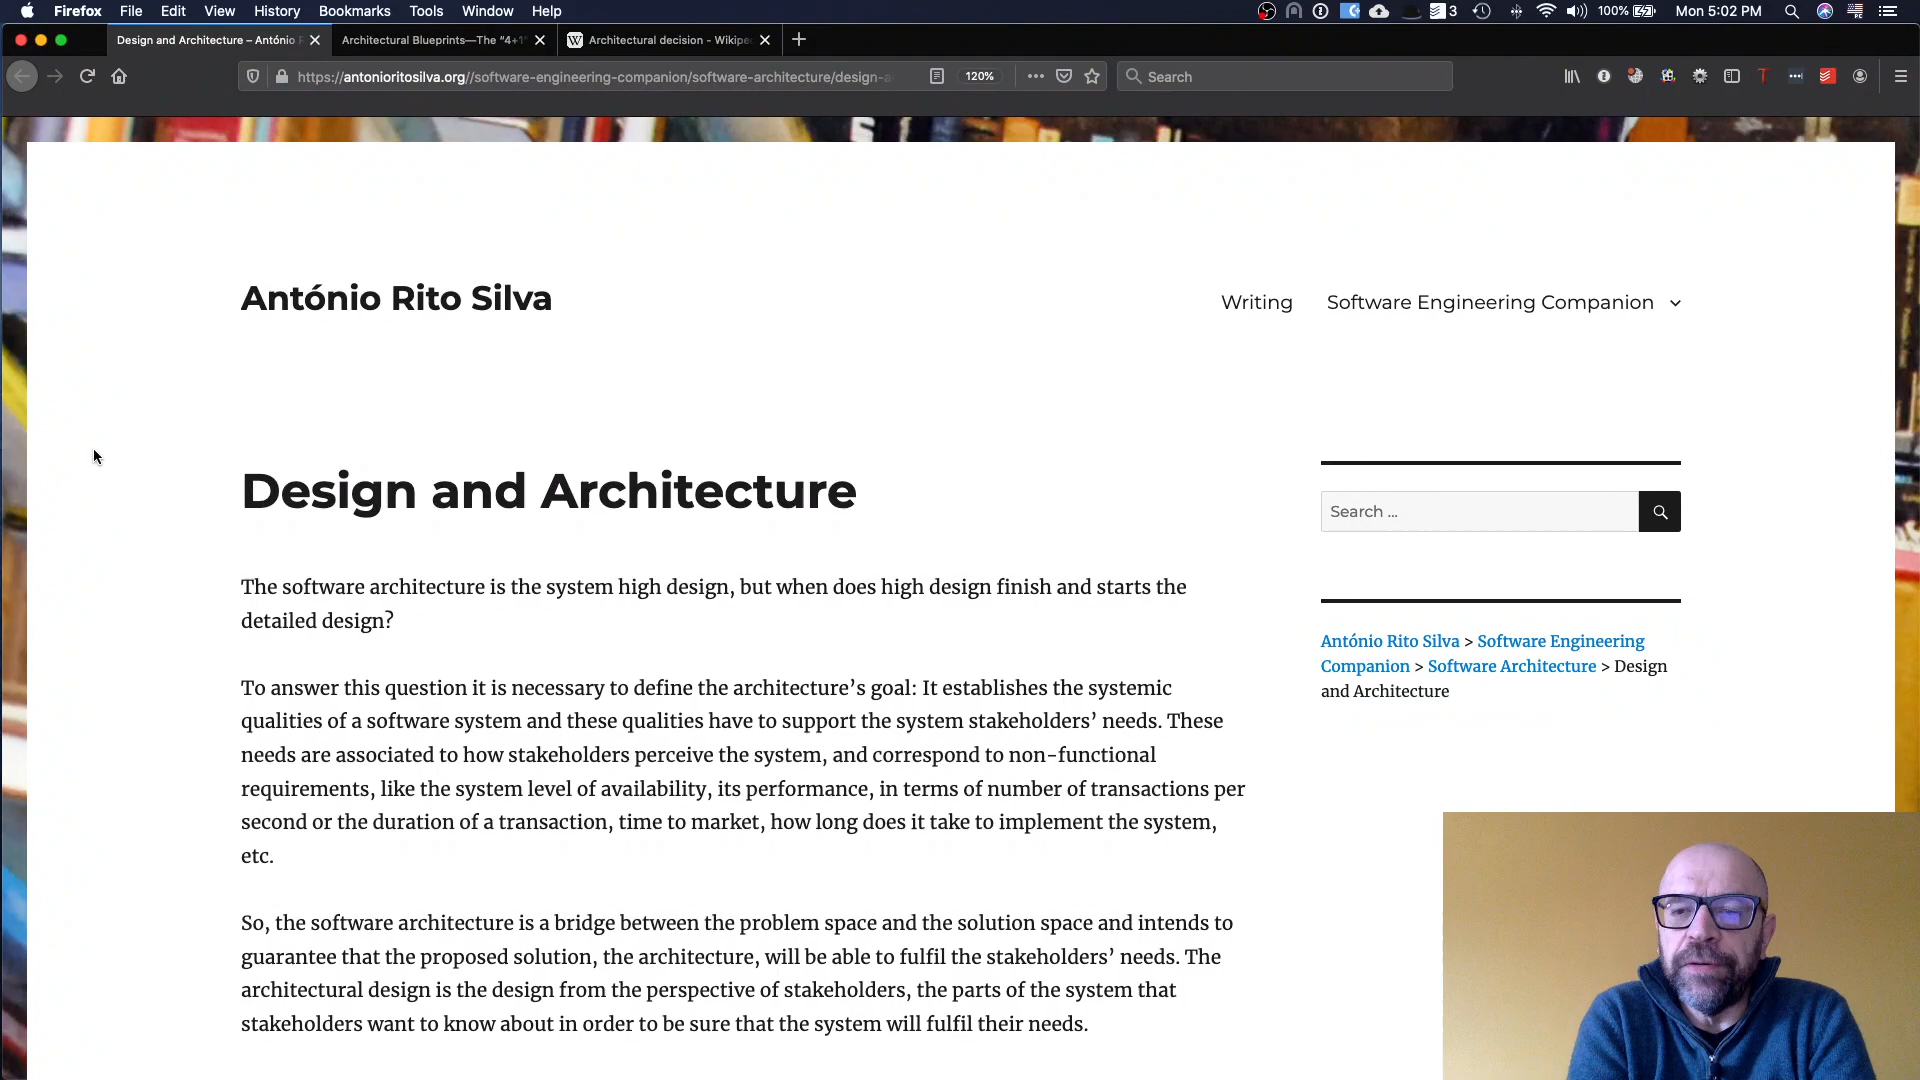 Firefox File Edit View History Bookmarks Tools Window Help 3 100% Mon 5:02 PM
Design and Architecture – António R Architectural Blueprints—The “4+1” W Architectural decision - Wikipe
https://antonioritosilva.org//software-engineering-companion/software-architecture/design-a 120% Search
António Rito Silva
Writing Software Engineering Companion
Design and Architecture
Search ...
The software architecture is the system high design, but when does high design finish and starts the
detailed design?
António Rito Silva > Software Engineering
Companion > Software Architecture > Design
and Architecture
To answer this question it is necessary to define the architecture’s goal: It establishes the systemic
qualities of a software system and these qualities have to support the system stakeholders’ needs. These
needs are associated to how stakeholders perceive the system, and correspond to non-functional
requirements, like the system level of availability, its performance, in terms of number of transactions per
second or the duration of a transaction, time to market, how long does it take to implement the system,
etc.
So, the software architecture is a bridge between the problem space and the solution space and intends to
guarantee that the proposed solution, the architecture, will be able to fulfil the stakeholders’ needs. The
architectural design is the design from the perspective of stakeholders, the parts of the system that
stakeholders want to know about in order to be sure that the system will fulfil their needs.